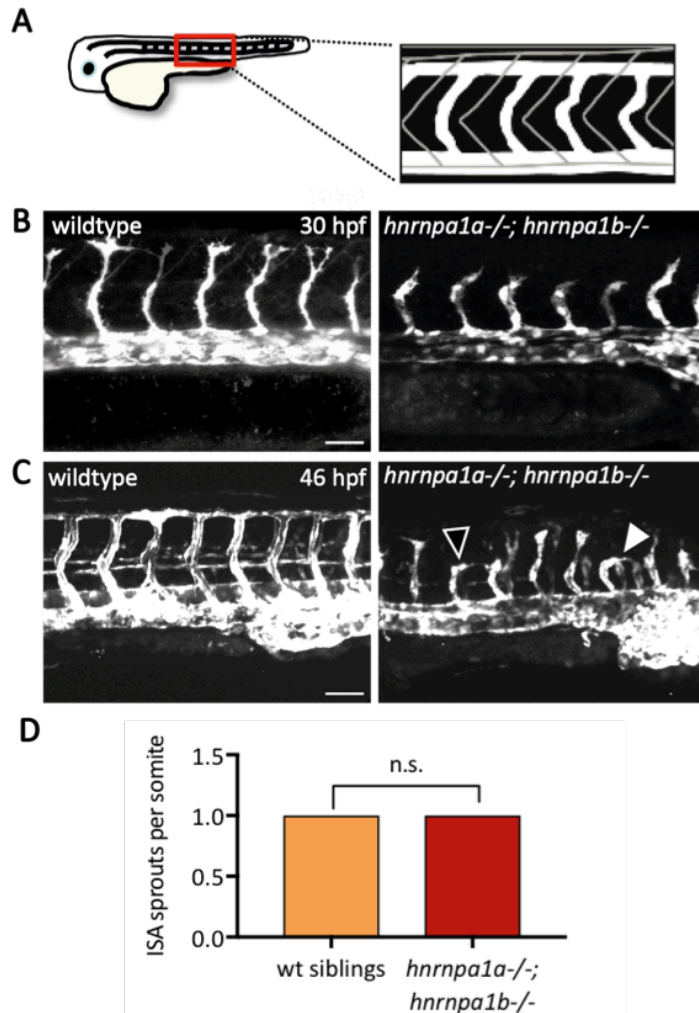 A
B
wildtype 30 hpf
hnrnpa1a-/-; hnrnpa1b-/-
C
wildtype 46 hpf
hnrnpa1a-/-; hnrnpa1b-/-
D
ISA sprouts per somite
1.5
1.0
0.5
0.0
n.s.
wt siblings
hnrnpa1a-/-;
hnrnpa1b-/-